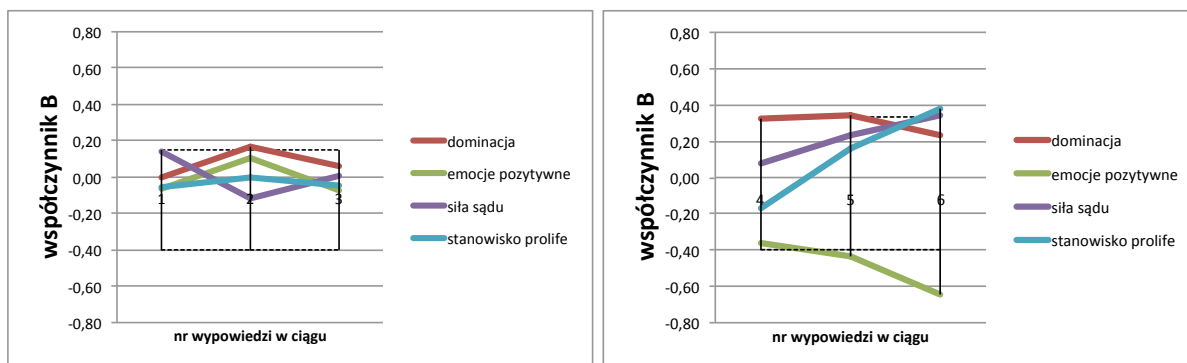 współczynnik B
0,80
0,60
0,40
0,20
0,00
-0,20
-0,40
-0,60
-0,80
1
2
3
nr wypowiedzi w ciągu
dominacja
emocje pozytywne
siła sądu
stanowisko prolife
współczynnik B
0,80
0,60
0,40
0,20
0,00
-0,20
-0,40
-0,60
-0,80
4
5
6
nr wypowiedzi w ciągu
dominacja
emocje pozytywne
siła sądu
stanowisko prolife